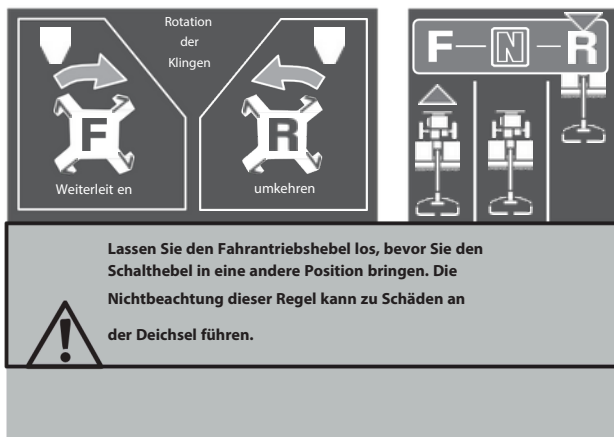 Rotation
der
Klingen
F
Weiterleit en
R
umkehren
F-N-R
Lassen Sie den Fahrantriebshebel los, bevor Sie den
Schalthebel in eine andere Position bringen. Die
Nichtbeachtung dieser Regel kann zu Schäden an
der Deichsel führen.